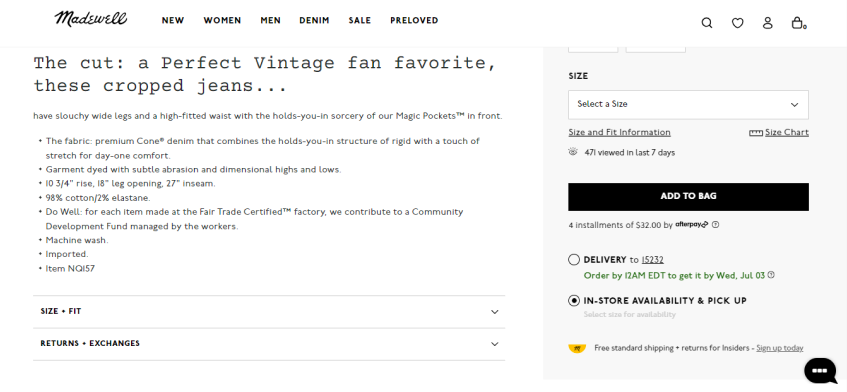 Madewell
NEW WOMEN MEN DENIM SALE PRELOVED
0
The cut: a Perfect Vintage fan favorite,
these cropped jeans...
have slouchy wide legs and a high-fitted waist with the holds-you-in sorcery of our Magic Pockets™ in front.
• The fabric: premium Cone® denim that combines the holds-you-in structure of rigid with a touch of
stretch for day-one comfort.
• Garment dyed with subtle abrasion and dimensional highs and lows.
• 10 3/4" rise, 18" leg opening, 27" inseam.
• 98% cotton/2% elastane.
• Do Well: for each item made at the Fair Trade Certified™ factory, we contribute to a Community
Development Fund managed by the workers.
• Machine wash.
• Imported.
• Item NQ157
SIZE + FIT
RETURNS + EXCHANGES
SIZE
Select a Size
Size and Fit Information Size Chart
471 viewed in last 7 days
ADD TO BAG
4 installments of $32.00 by afterpay
DELIVERY to 15232
Order by 12AM EDT to get it by Wed, Jul 03
IN-STORE AVAILABILITY & PICK UP
Select size for availability
Free standard shipping + returns for Insiders - Sign up today